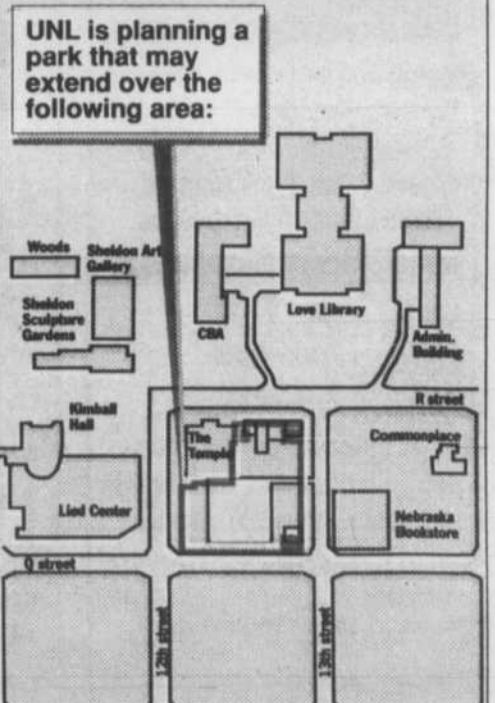 UNL is planning a
park that may
extend over the
following area:
Woods
Sheldon Art
Gallery
Sheldon
Sculpture
Gardens
CBA
Love Library
Admin.
Building
R street
Kimball
Hall
The
Temple
Commonplace
Lied Center
Nebraska
Bookstore
Q street
12th street
13th street